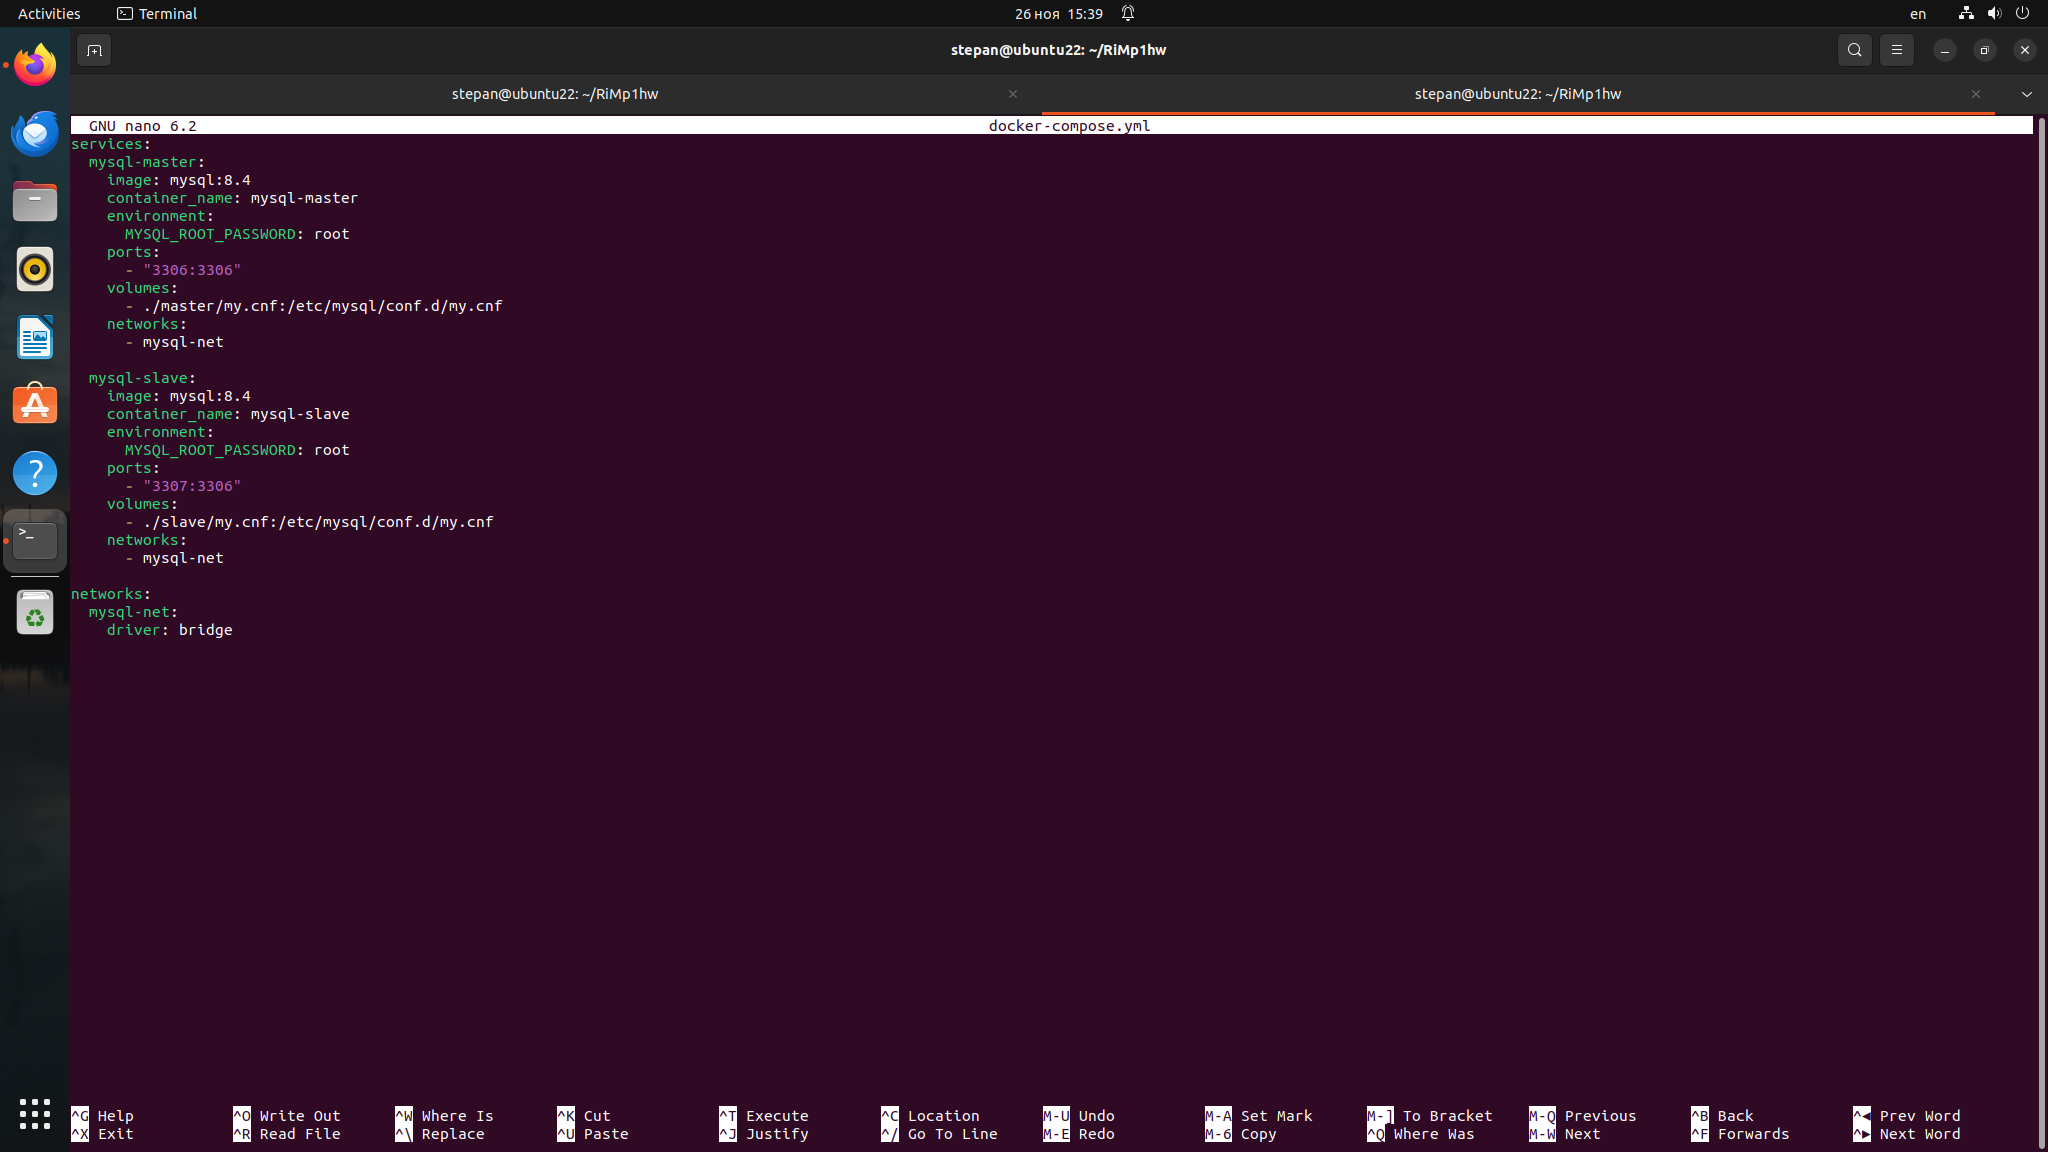 Activities Terminal 26 ноя 15:39 en
stepan@ubuntu22: ~/RiMp1hw
stepan@ubuntu22: ~/RiMp1hw stepan@ubuntu22: ~/RiMp1hw
GNU nano 6.2 docker-compose.yml
services:
  mysql-master:
    image: mysql:8.4
    container_name: mysql-master
    environment:
      MYSQL_ROOT_PASSWORD: root
    ports:
      - "3306:3306"
    volumes:
      - ./master/my.cnf:/etc/mysql/conf.d/my.cnf
    networks:
      - mysql-net
  mysql-slave:
    image: mysql:8.4
    container_name: mysql-slave
    environment:
      MYSQL_ROOT_PASSWORD: root
    ports:
      - "3307:3306"
    volumes:
      - ./slave/my.cnf:/etc/mysql/conf.d/my.cnf
    networks:
      - mysql-net
networks:
  mysql-net:
    driver: bridge
^G Help ^O Write Out ^W Where Is ^K Cut ^T Execute ^C Location M-U Undo M-A Set Mark M-] To Bracket M-Q Previous ^B Back ^◀ Prev Word
^X Exit ^R Read File ^\ Replace ^U Paste ^J Justify ^/ Go To Line M-E Redo M-6 Copy ^Q Where Was M-W Next ^F Forwards ^▶ Next Word